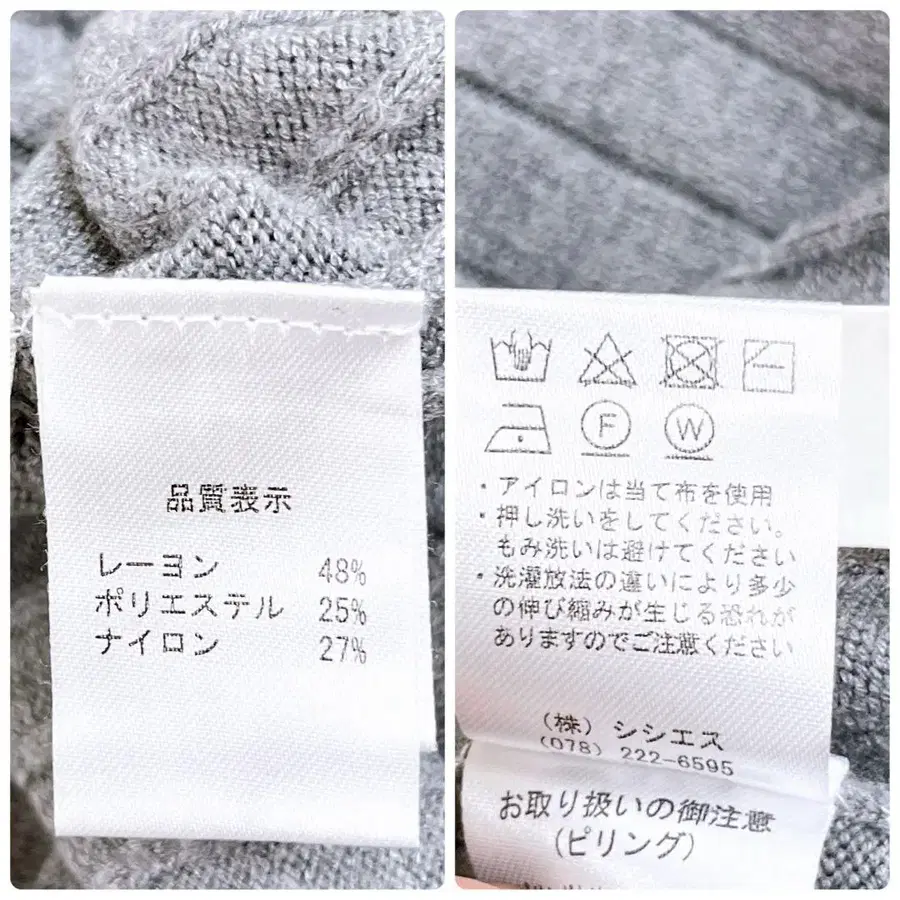 品質表示
レーヨン 48%
ポリエステル 25%
ナイロン 27%
F W
・アイロンは当て布を使用
・押し洗いをしてください。
もみ洗いは避けてください
・洗濯放法の違いにより多少
の伸び縮みが生じる恐れが
ありますのでご注意ください
(株) シシエス
(078) 222-6595
お取り扱いの御注意
(ピリング)